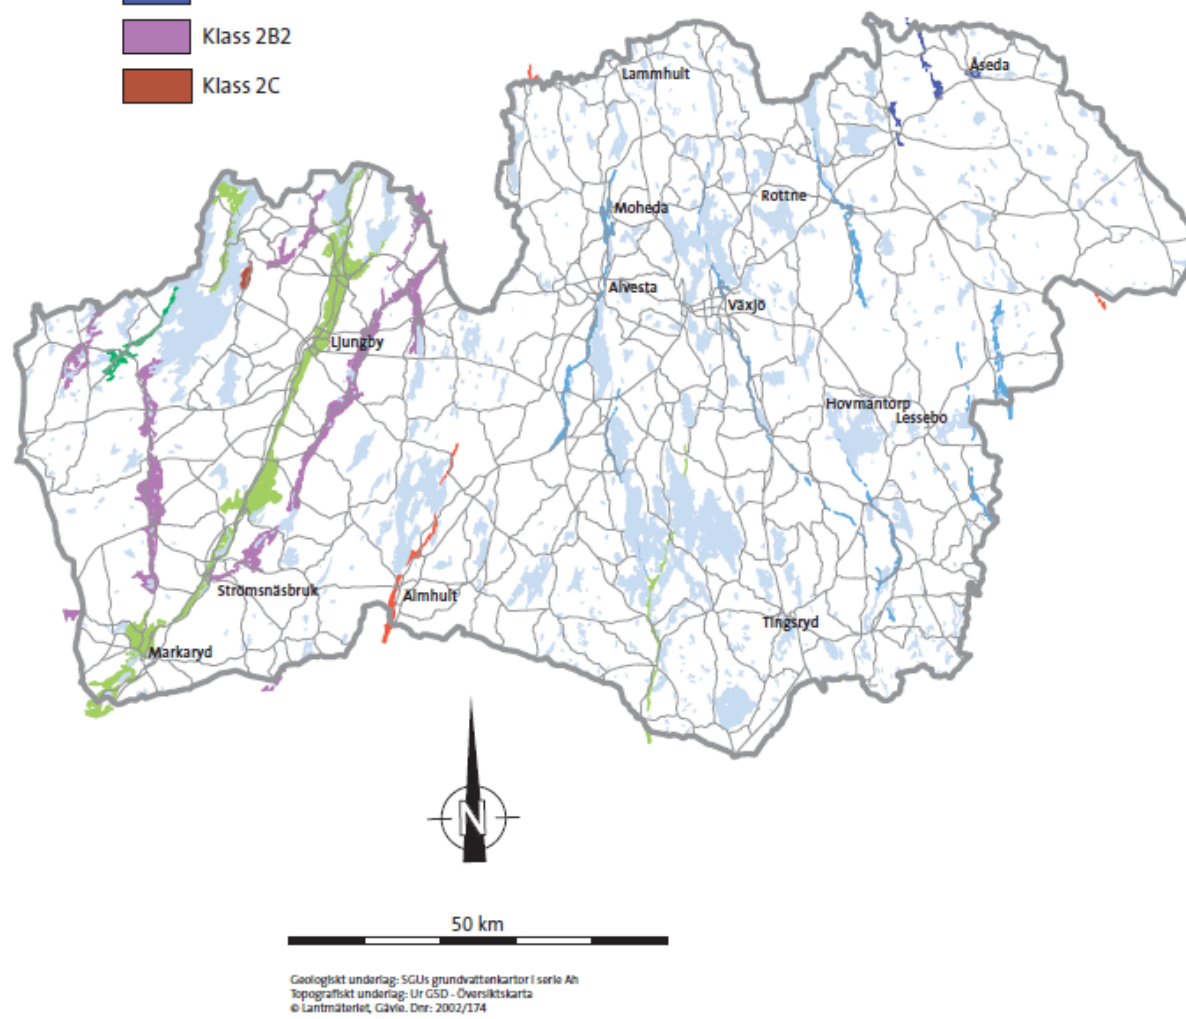 Klass 2B2
Klass 2C
Lammhult
Åseda
Rottne
Moheda
Alvesta
Växjö
Ljungby
Hovmantorp
Lessebo
Strömsnäsbruk
Älmhult
Tingsryd
Markaryd
N
50 km
Geologiskt underlag: SGUs grundvattenkartor i serie Ah
Topografiskt underlag: Ur GSD - Översiktskarta
© Lantmäteriet, Gävle. Dnr: 2002/174